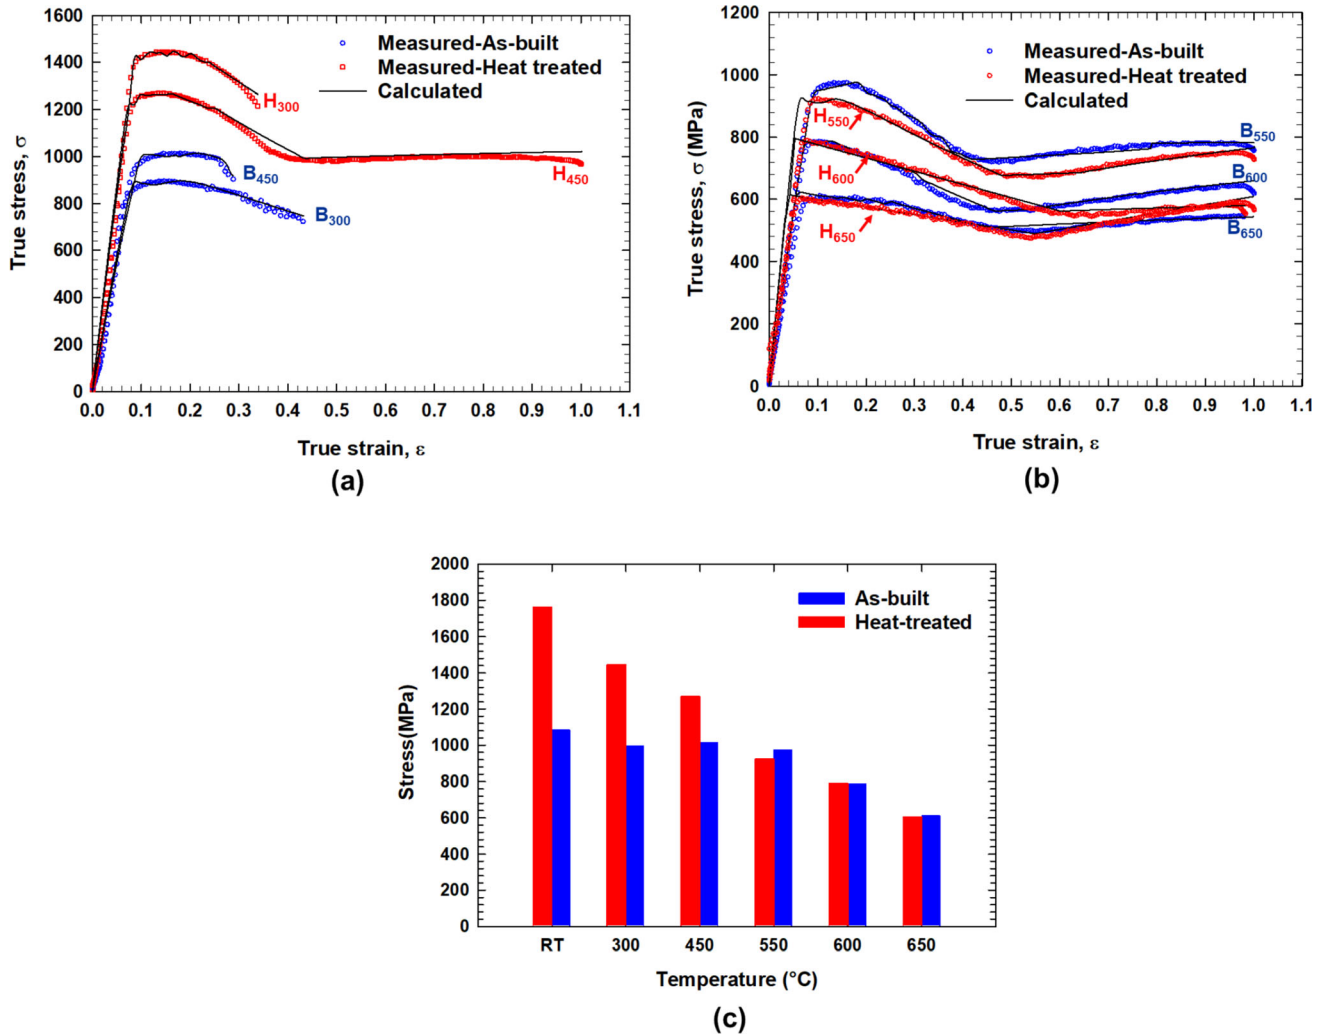 1600
1400
1200
1000
800
600
400
200
0
True stress, σ
Measured-As-built
Measured-Heat treated
Calculated
H300
H450
B450
B300
0.0 0.1 0.2 0.3 0.4 0.5 0.6 0.7 0.8 0.9 1.0 1.1
True strain, ε
(a)
1200
1000
800
600
400
200
0
True stress, σ (MPa)
Measured-As-built
Measured-Heat treated
Calculated
H550
H600
H650
B550
B600
B650
0.0 0.1 0.2 0.3 0.4 0.5 0.6 0.7 0.8 0.9 1.0 1.1
True strain, ε
(b)
2000
1800
1600
1400
1200
1000
800
600
400
200
0
Stress(MPa)
As-built
Heat-treated
RT 300 450 550 600 650
Temperature (°C)
(c)